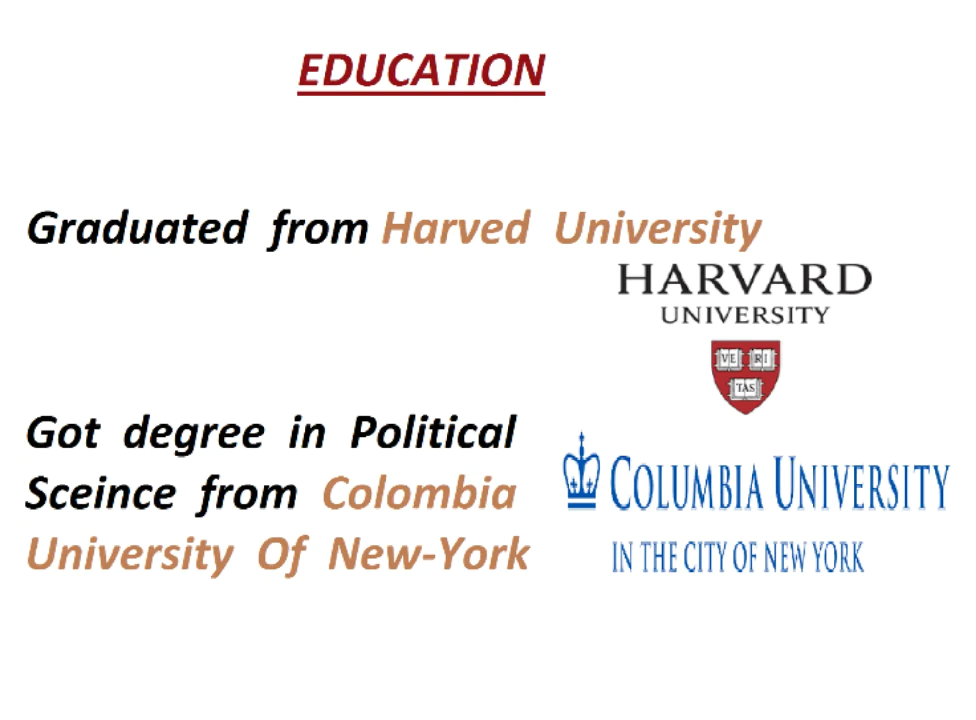 EDUCATION
Graduated from Harved University
HARVARD
UNIVERSITY
VE RI
TAS
Got degree in Political
Sceince from Colombia
University Of New-York
COLUMBIA UNIVERSITY
IN THE CITY OF NEW YORK